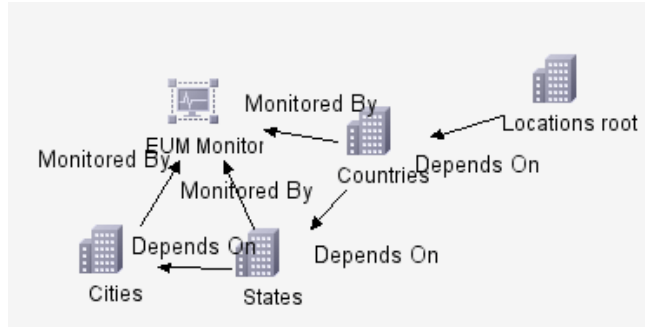 Monitored By
Locations root
EUM Monitor
Monitored By
Depends On
Countries
Monitored By
Depends On
Depends On
Cities
States